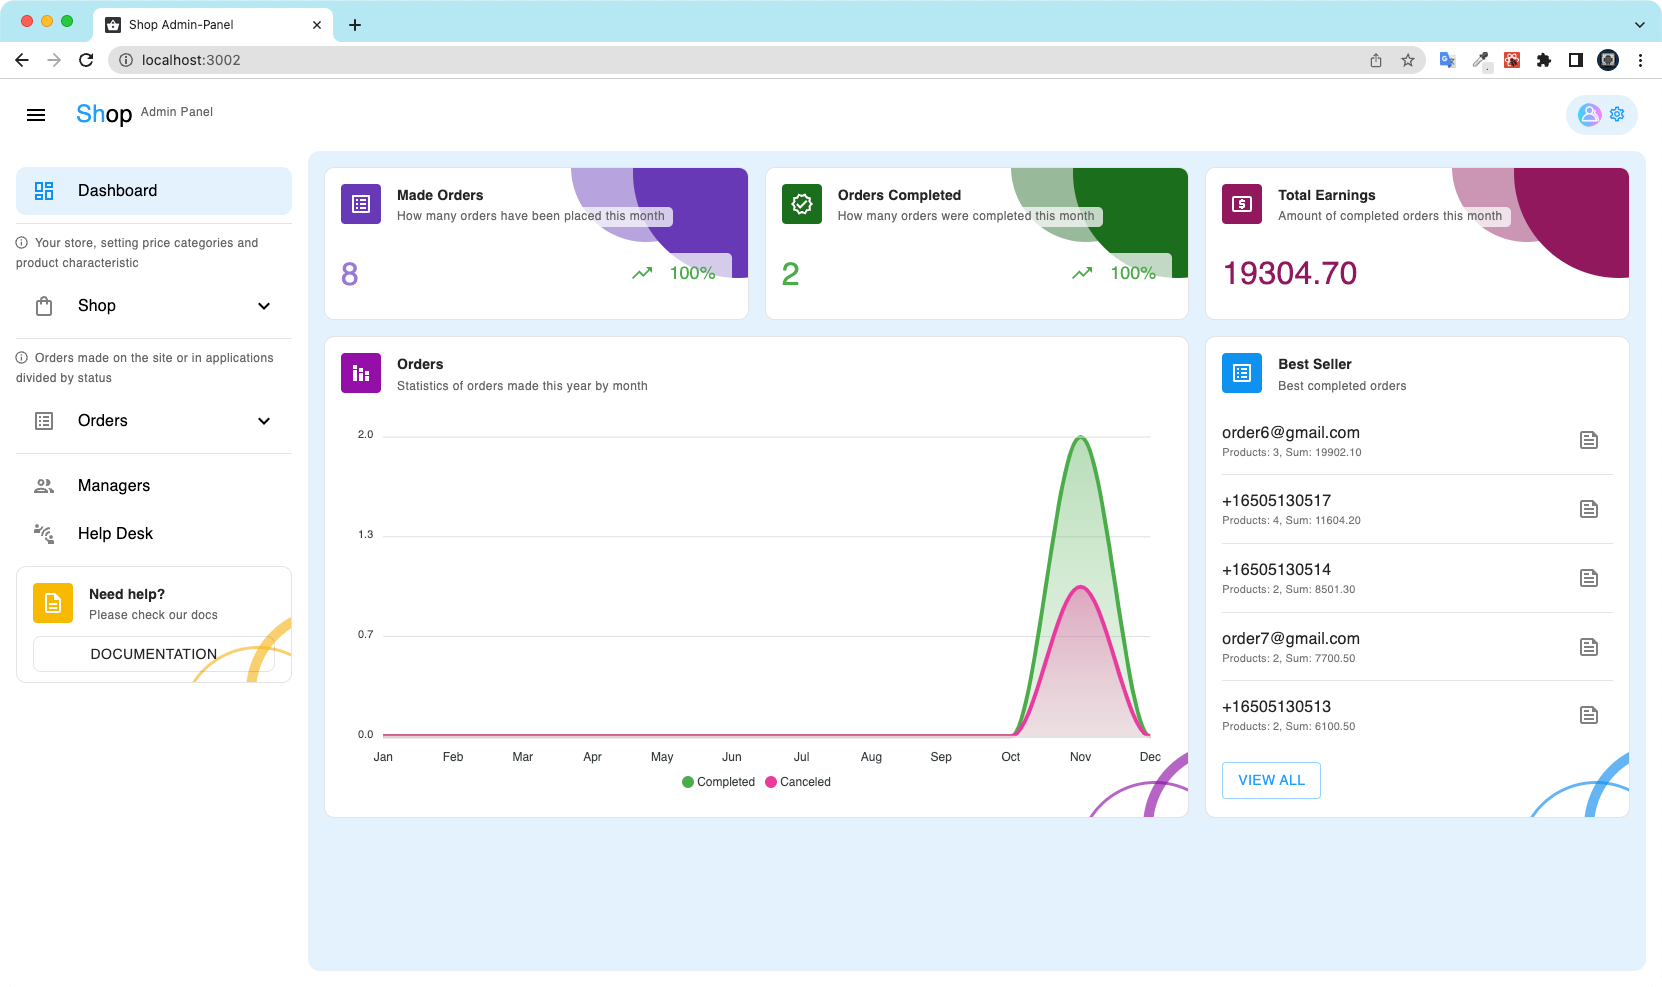 Shop Admin-Panel
localhost:3002
Shop Admin Panel
Dashboard
Your store, setting price categories and
product characteristic
Shop
Orders made on the site or in applications
divided by status
Orders
Managers
Help Desk
Need help?
Please check our docs
DOCUMENTATION
Made Orders
How many orders have been placed this month
8
100%
Orders Completed
How many orders were completed this month
2
100%
Total Earnings
Amount of completed orders this month
19304.70
Orders
Statistics of orders made this year by month
2.0
1.3
0.7
0.0
Jan Feb Mar Apr May Jun Jul Aug Sep Oct Nov Dec
Completed Canceled
Best Seller
Best completed orders
order6@gmail.com
Products: 3, Sum: 19902.10
+16505130517
Products: 4, Sum: 11604.20
+16505130514
Products: 2, Sum: 8501.30
order7@gmail.com
Products: 2, Sum: 7700.50
+16505130513
Products: 2, Sum: 6100.50
VIEW ALL